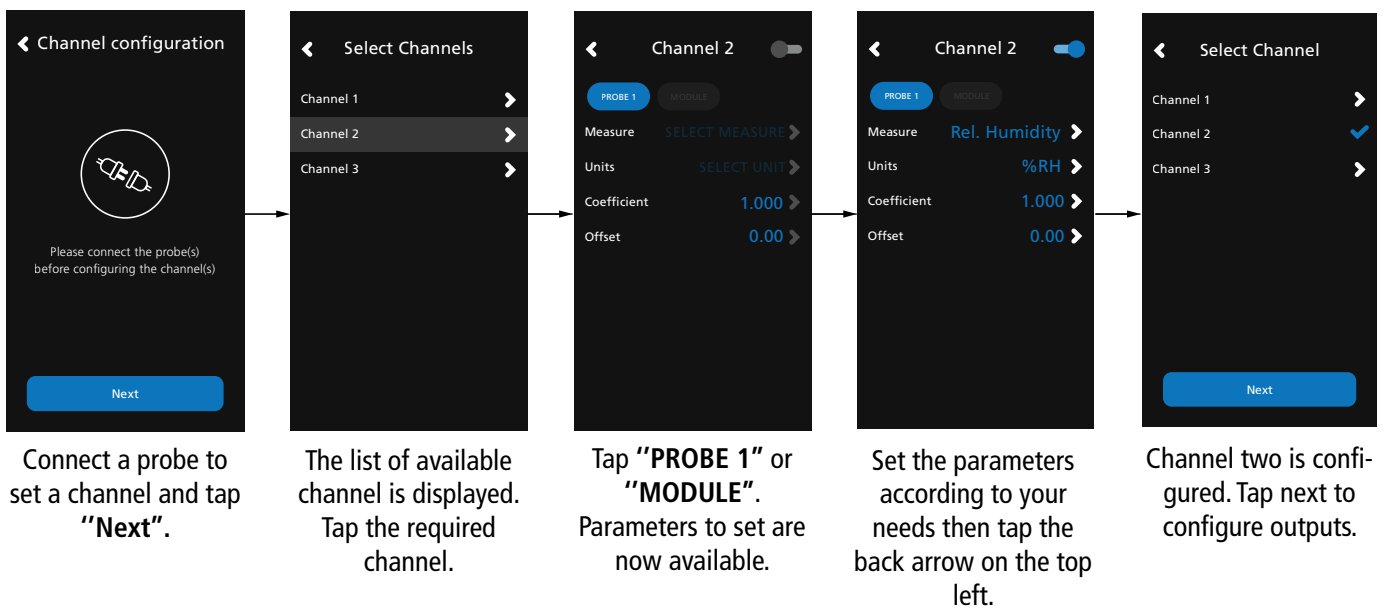 Channel configuration
Please connect the probe(s)
before configuring the channel(s)
Next
Connect a probe to
set a channel and tap
''Next".
Select Channels
Channel 1
Channel 2
Channel 3
The list of available
channel is displayed.
Tap the required
channel.
Channel 2
PROBE 1 MODULE
Measure SELECT MEASURE
Units SELECT UNIT
Coefficient 1.000
Offset 0.00
Tap ''PROBE 1" or
''MODULE".
Parameters to set are
now available.
Channel 2
PROBE 1 MODULE
Measure Rel. Humidity
Units %RH
Coefficient 1.000
Offset 0.00
Set the parameters
according to your
needs then tap the
back arrow on the top
left.
Select Channel
Channel 1
Channel 2
Channel 3
Next
Channel two is confi-
gured. Tap next to
configure outputs.